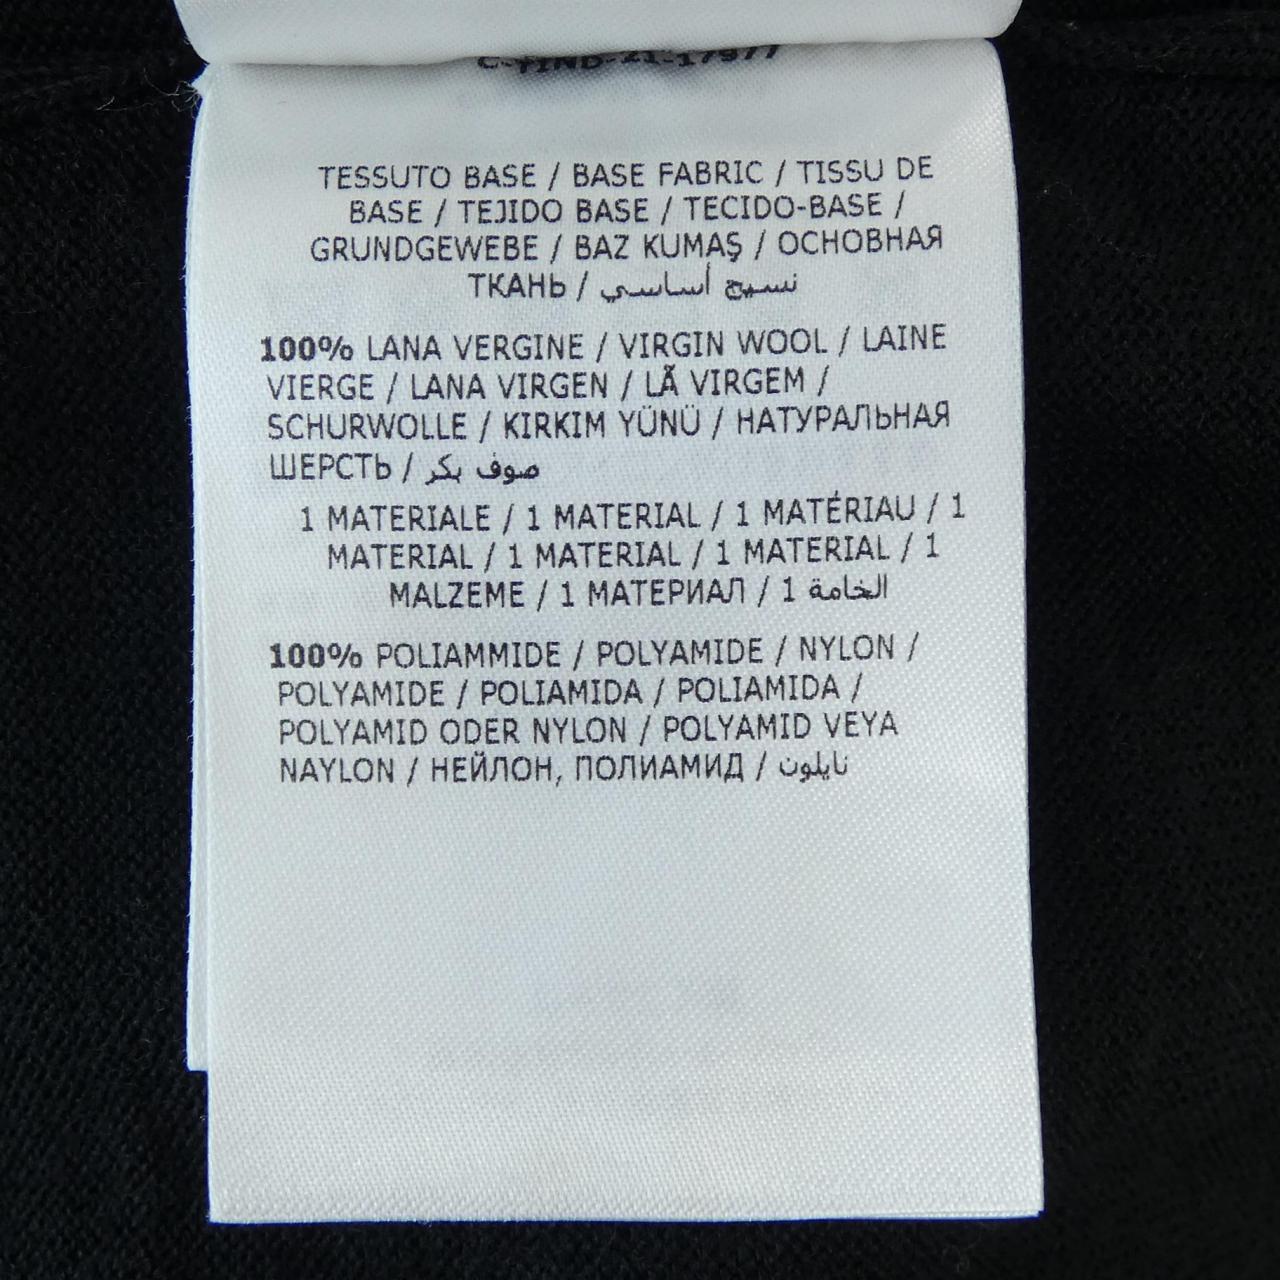 C-TIND-21-17977
TESSUTO BASE / BASE FABRIC / TISSU DE
BASE / TEJIDO BASE / TECIDO-BASE /
GRUNDGEWEBE / BAZ KUMAŞ / ОСНОВНАЯ
ТКАНЬ / نسيج أساسي
100% LANA VERGINE / VIRGIN WOOL / LAINE
VIERGE / LANA VIRGEN / LÃ VIRGEM /
SCHURWOLLE / KIRKIM YÜNÜ / НАТУРАЛЬНАЯ
ШЕРСТЬ / صوف بكر
1 MATERIALE / 1 MATERIAL / 1 MATÉRIAU / 1
MATERIAL / 1 MATERIAL / 1 MATERIAL / 1
MALZEME / 1 МАТЕРИАЛ / 1 الخامة
100% POLIAMMIDE / POLYAMIDE / NYLON /
POLYAMIDE / POLIAMIDA / POLIAMIDA /
POLYAMID ODER NYLON / POLYAMID VEYA
NAYLON / НЕЙЛОН, ПОЛИАМИД / نايلون